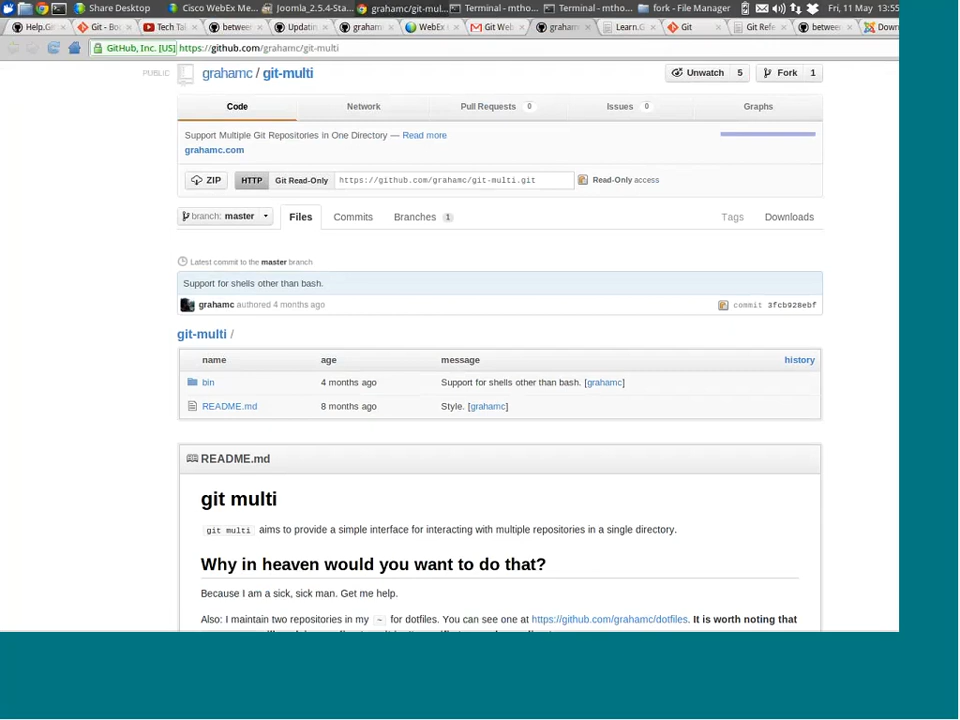 Share Desktop Cisco WebEx Me... Joomla_2.5.4-Sta... grahamc/git-mul... Terminal - mtho... Terminal - mtho... fork - File Manager Fri, 11 May 13:55
Help.G Git - Bo Tech Ta betwee Updatin graham WebEx Git Web graham Learn.G Git Git Refe betwee Down
GitHub, Inc. [US] https://github.com/grahamc/git-multi
PUBLIC grahamc / git-multi Unwatch 5 Fork 1
Code Network Pull Requests 0 Issues 0 Graphs
Support Multiple Git Repositories in One Directory — Read more
grahamc.com
ZIP HTTP Git Read-Only https://github.com/grahamc/git-multi.git Read-Only access
branch: master Files Commits Branches 1 Tags Downloads
Latest commit to the master branch
Support for shells other than bash.
grahamc authored 4 months ago commit 3fcb928ebf
git-multi /
name age message history
bin 4 months ago Support for shells other than bash. [grahamc]
README.md 8 months ago Style. [grahamc]
README.md
git multi
git multi aims to provide a simple interface for interacting with multiple repositories in a single directory.
Why in heaven would you want to do that?
Because I am a sick, sick man. Get me help.
Also: I maintain two repositories in my ~ for dotfiles. You can see one at https://github.com/grahamc/dotfiles. It is worth noting that